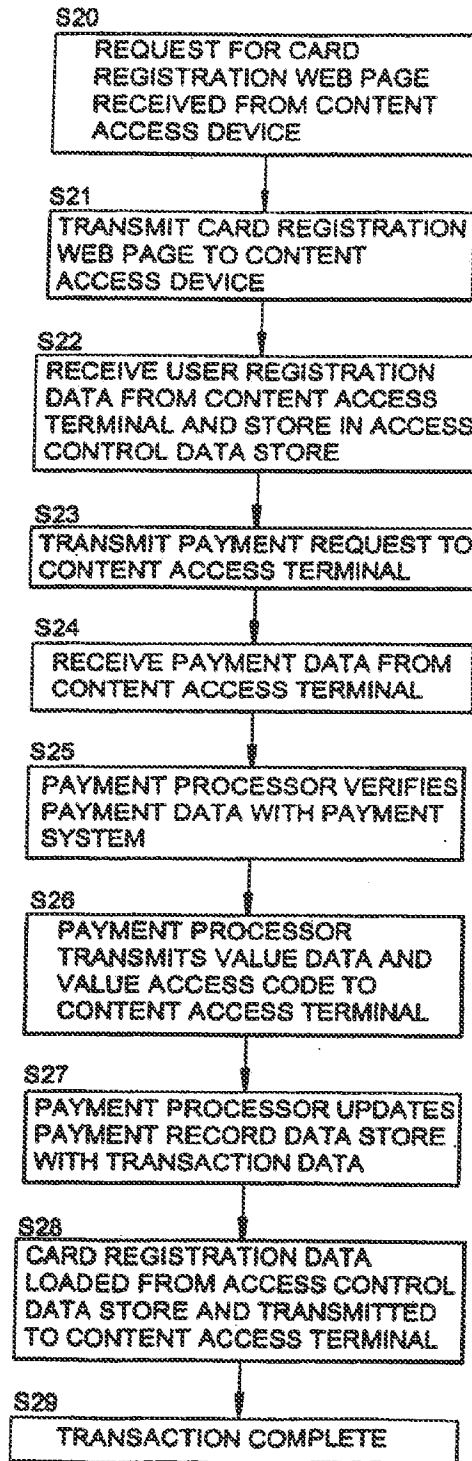 S20
REQUEST FOR CARD
REGISTRATION WEB PAGE
RECEIVED FROM CONTENT
ACCESS DEVICE
S21
TRANSMIT CARD REGISTRATION
WEB PAGE TO CONTENT
ACCESS DEVICE
S22
RECEIVE USER REGISTRATION
DATA FROM CONTENT ACCESS
TERMINAL AND STORE IN ACCESS
CONTROL DATA STORE
S23
TRANSMIT PAYMENT REQUEST TO
CONTENT ACCESS TERMINAL
S24
RECEIVE PAYMENT DATA FROM
CONTENT ACCESS TERMINAL
S25
PAYMENT PROCESSOR VERIFIES
PAYMENT DATA WITH PAYMENT
SYSTEM
S26
PAYMENT PROCESSOR
TRANSMITS VALUE DATA AND
VALUE ACCESS CODE TO
CONTENT ACCESS TERMINAL
S27
PAYMENT PROCESSOR UPDATES
PAYMENT RECORD DATA STORE
WITH TRANSACTION DATA
S28
CARD REGISTRATION DATA
LOADED FROM ACCESS CONTROL
DATA STORE AND TRANSMITTED
TO CONTENT ACCESS TERMINAL
S29
TRANSACTION COMPLETE